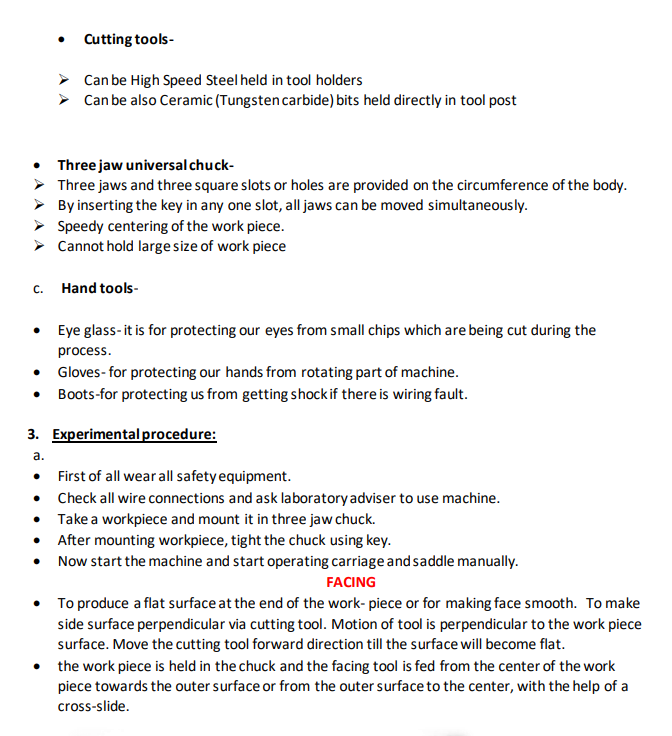 • Cutting tools-
➢ Can be High Speed Steel held in tool holders
➢ Can be also Ceramic (Tungsten carbide) bits held directly in tool post
• Three jaw universal chuck-
➢ Three jaws and three square slots or holes are provided on the circumference of the body.
➢ By inserting the key in any one slot, all jaws can be moved simultaneously.
➢ Speedy centering of the work piece.
➢ Cannot hold large size of work piece
c. Hand tools-
• Eye glass- it is for protecting our eyes from small chips which are being cut during the
process.
• Gloves- for protecting our hands from rotating part of machine.
• Boots-for protecting us from getting shock if there is wiring fault.
3. Experimental procedure:
a.
• First of all wear all safety equipment.
• Check all wire connections and ask laboratory adviser to use machine.
• Take a workpiece and mount it in three jaw chuck.
• After mounting workpiece, tight the chuck using key.
• Now start the machine and start operating carriage and saddle manually.
FACING
• To produce a flat surface at the end of the work- piece or for making face smooth. To make
side surface perpendicular via cutting tool. Motion of tool is perpendicular to the work piece
surface. Move the cutting tool forward direction till the surface will become flat.
• the work piece is held in the chuck and the facing tool is fed from the center of the work
piece towards the outer surface or from the outer surface to the center, with the help of a
cross-slide.